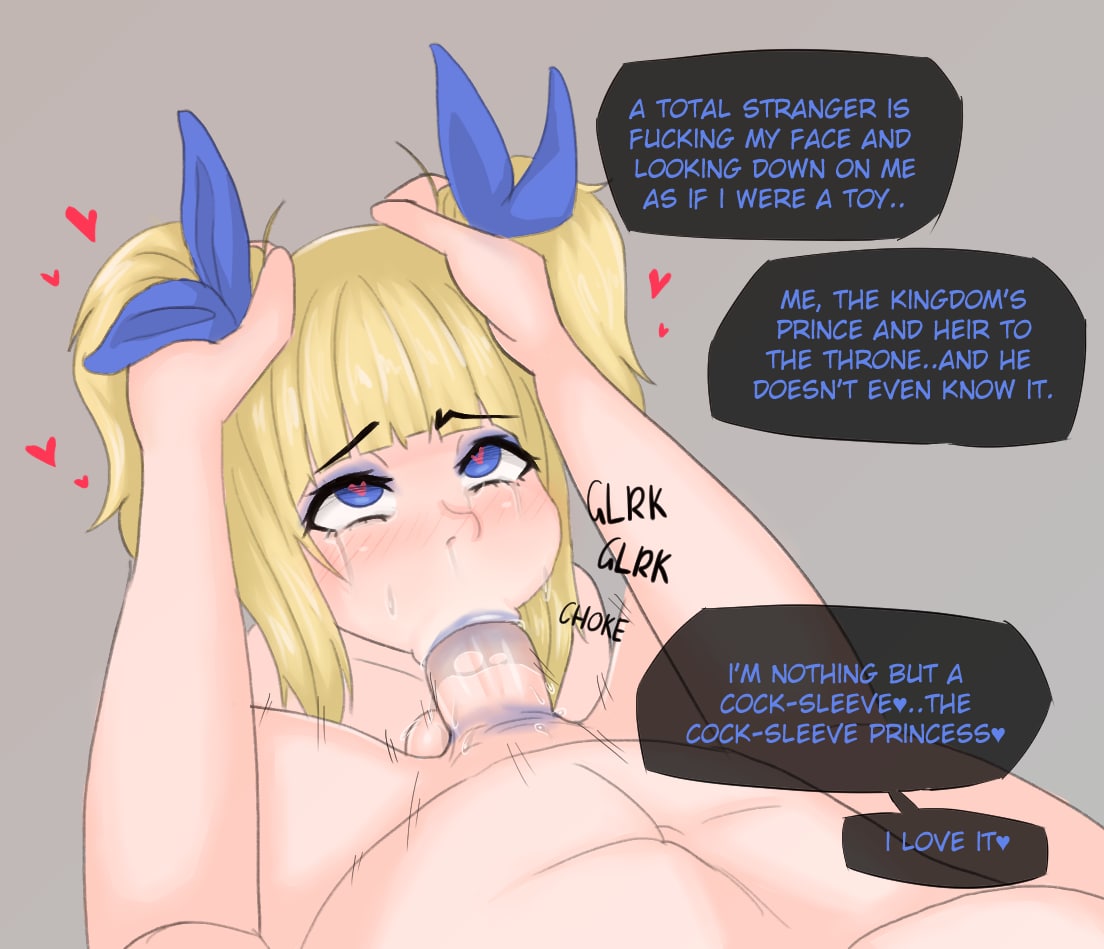 A TOTAL STRANGER IS
FUCKING MY FACE AND
LOOKING DOWN ON ME
AS IF I WERE A TOY..
ME, THE KINGDOM'S
PRINCE AND HEIR TO
THE THRONE..AND HE
DOESN'T EVEN KNOW IT.
GLRK
GLRK
CHOKE
I'M NOTHING BUT A
COCK-SLEEVE♥..THE
COCK-SLEEVE PRINCESS♥
I LOVE IT♥